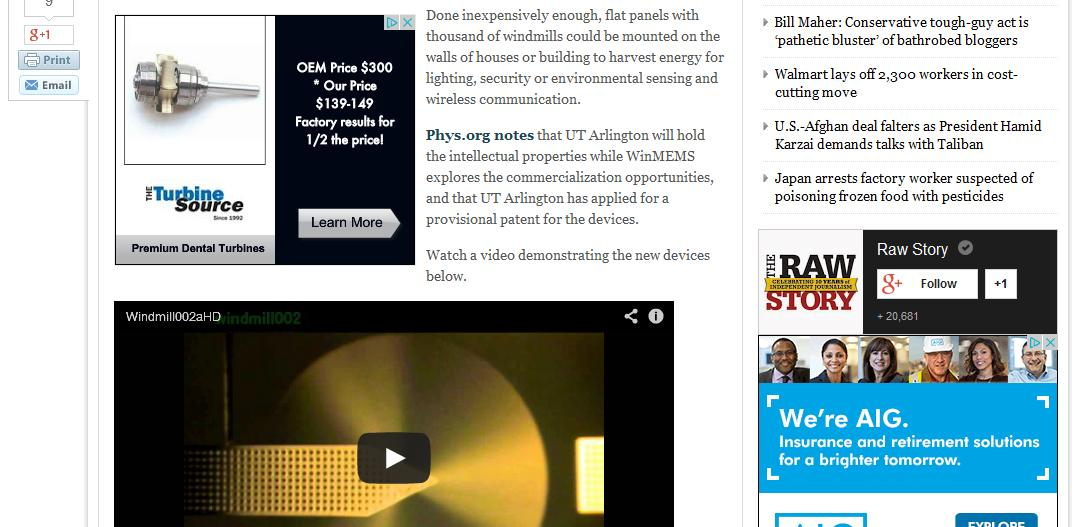 9
g+1
Print
Email
OEM Price $300
* Our Price
$139-149
Factory results for
1/2 the price!
THE Turbine
Source
Since 1992
Premium Dental Turbines
Learn More
Done inexpensively enough, flat panels with
thousand of windmills could be mounted on the
walls of houses or building to harvest energy for
lighting, security or environmental sensing and
wireless communication.
Phys.org notes that UT Arlington will hold
the intellectual properties while WinMEMS
explores the commercialization opportunities,
and that UT Arlington has applied for a
provisional patent for the devices.
Watch a video demonstrating the new devices
below.
Windmill002aHD
windmill002
Bill Maher: Conservative tough-guy act is
‘pathetic bluster’ of bathrobed bloggers
Walmart lays off 2,300 workers in cost-
cutting move
U.S.-Afghan deal falters as President Hamid
Karzai demands talks with Taliban
Japan arrests factory worker suspected of
poisoning frozen food with pesticides
THE RAW
CELEBRATING 10 YEARS OF
INDEPENDENT JOURNALISM
STORY
Raw Story
g+ Follow
+1
+ 20,681
AIG
We're AIG.
Insurance and retirement solutions
for a brighter tomorrow.
AIG
EXPLORE